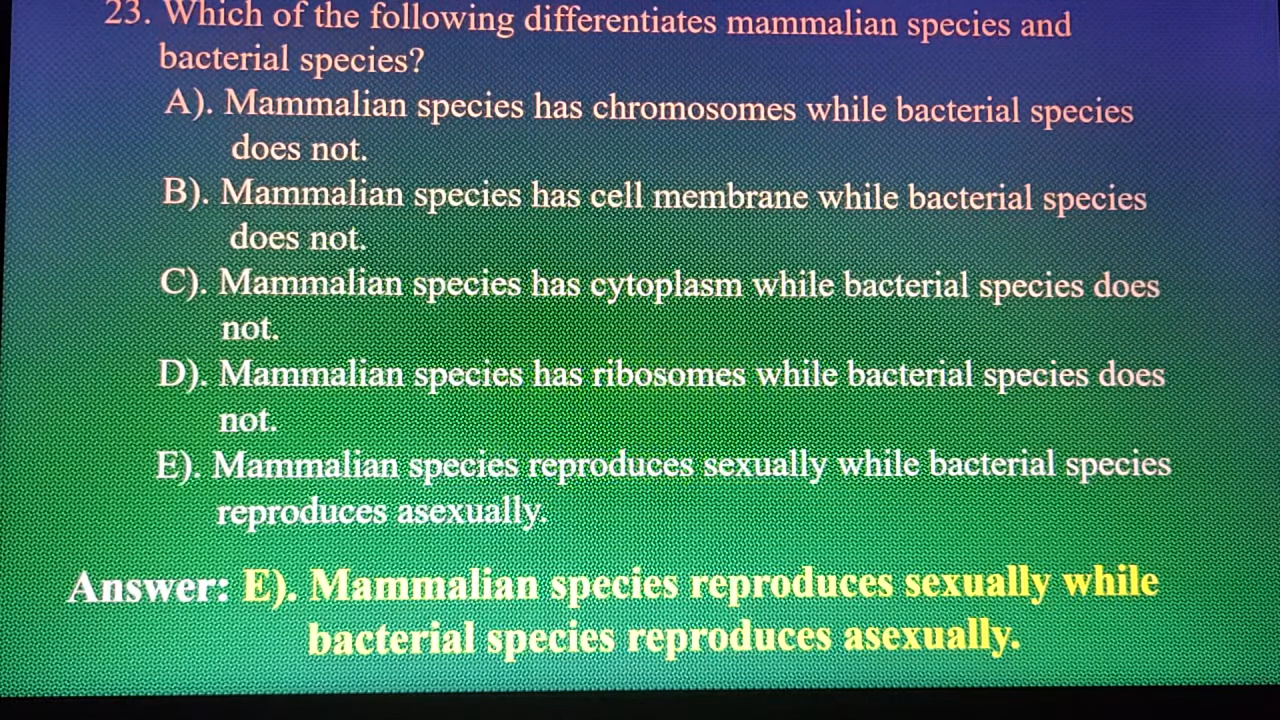 23. Which of the following differentiates mammalian species and
bacterial species?
A). Mammalian species has chromosomes while bacterial species
does not.
B). Mammalian species has cell membrane while bacterial species
does not.
C). Mammalian species has cytoplasm while bacterial species does
not.
D). Mammalian species has ribosomes while bacterial species does
not.
E). Mammalian species reproduces sexually while bacterial species
reproduces asexually.
Answer: E). Mammalian species reproduces sexually while
bacterial species reproduces asexually.